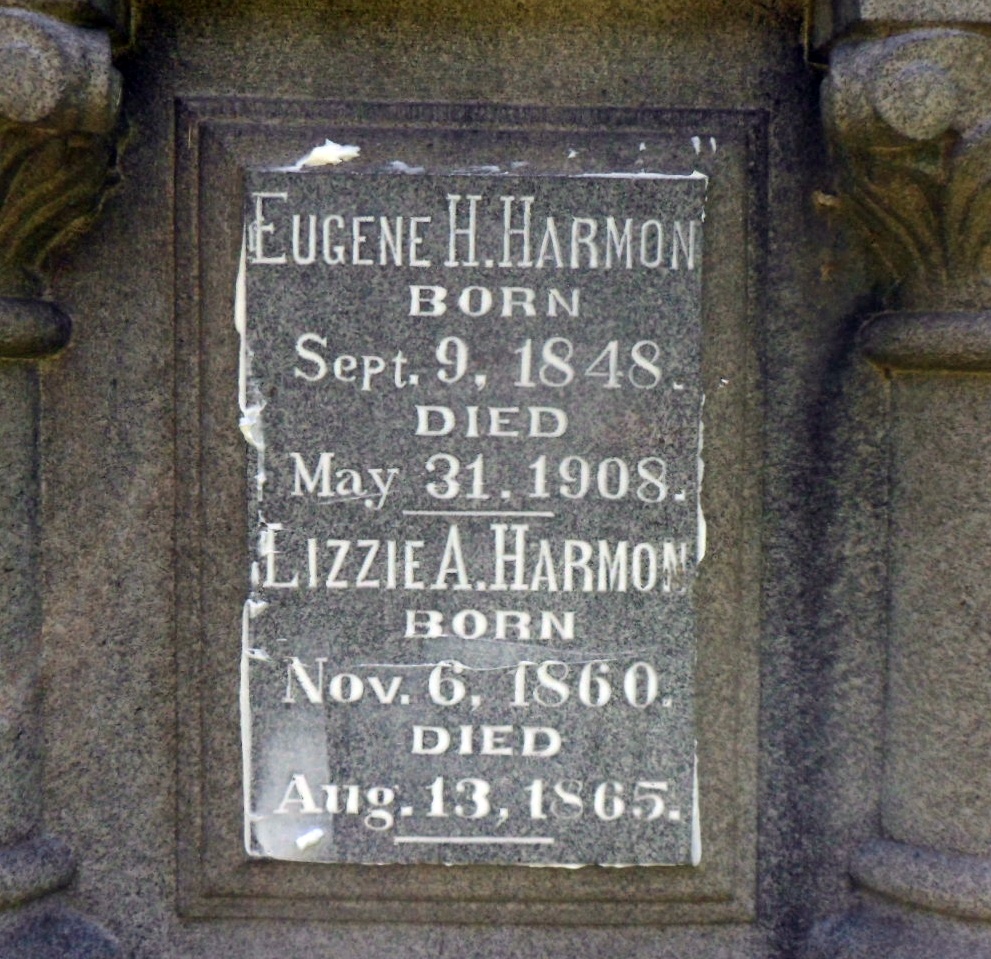 EUGENE H. HARMON
BORN
Sept. 9, 1848.
DIED
May 31. 1908.
LIZZIE A. HARMON
BORN
Nov. 6, 1860.
DIED
Aug. 13, 1865.